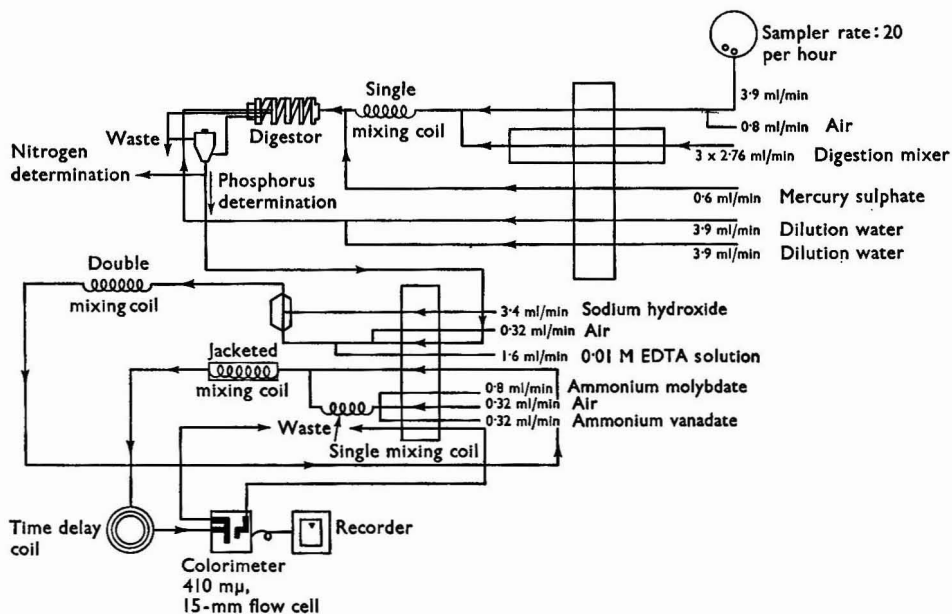 Sampler rate: 20
per hour
3.9 ml/min
0.8 ml/min Air
3 x 2.76 ml/min Digestion mixer
0.6 ml/min Mercury sulphate
3.9 ml/min Dilution water
3.9 ml/min Dilution water
Single
mixing coil
Digestor
Waste
Nitrogen
determination
Phosphorus
determination
Double
mixing coil
3.4 ml/min Sodium hydroxide
0.32 ml/min Air
1.6 ml/min 0.01 M EDTA solution
Jacketed
mixing coil
0.8 ml/min Ammonium molybdate
0.32 ml/min Air
0.32 ml/min Ammonium vanadate
Waste
Single mixing coil
Time delay
coil
Recorder
Colorimeter
410 mµ,
15-mm flow cell